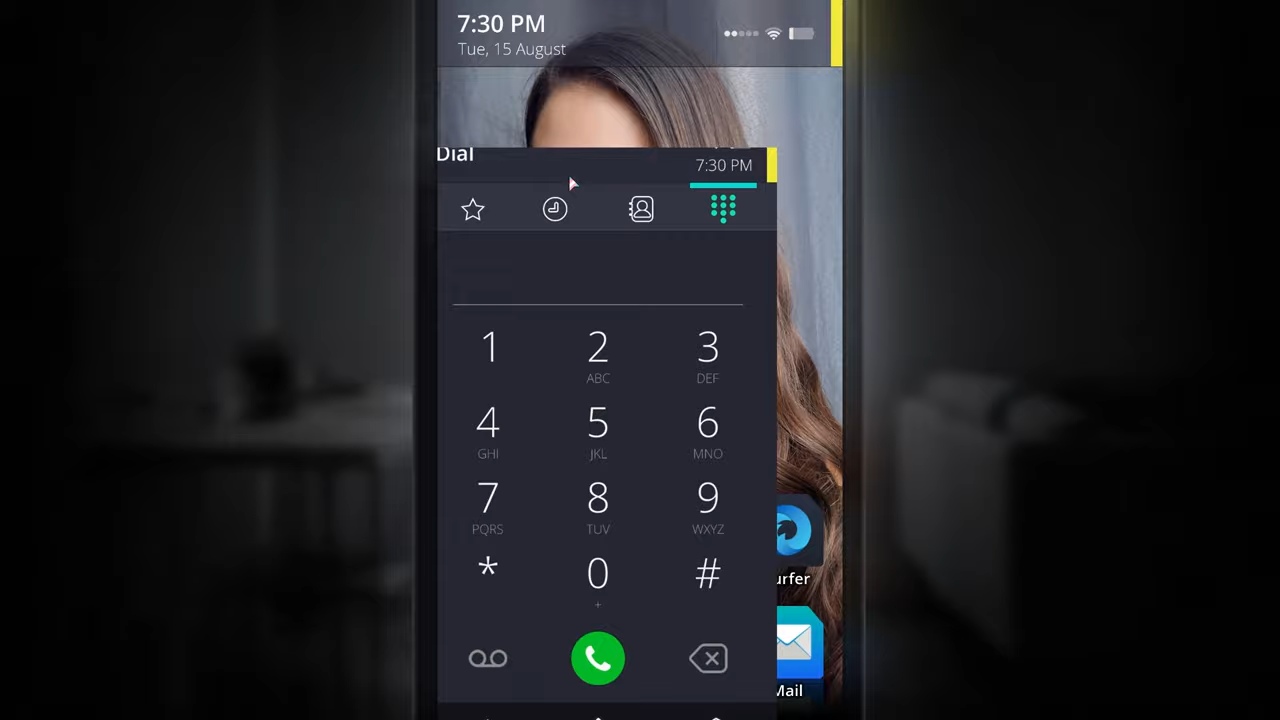 7:30 PM
Tue, 15 August
Dial
7:30 PM
1 2 3
ABC DEF
4 5 6
GHI JKL MNO
7 8 9
PQRS TUV WXYZ
* 0 #
+
urfer
Mail